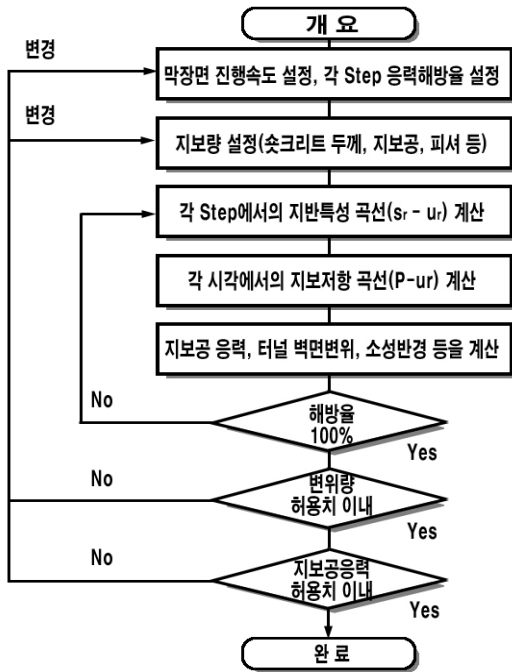 개 요
변경
막장면 진행속도 설정, 각 Step 응력해방율 설정
변경
지보량 설정(숏크리트 두께, 지보공, 피셔 등)
각 Step에서의 지반특성 곡선(sr - ur) 계산
각 시각에서의 지보저항 곡선(P-ur) 계산
지보공 응력, 터널 벽면변위, 소성반경 등을 계산
No
해방율
100%
Yes
No
변위량
허용치 이내
Yes
No
지보공응력
허용치 이내
Yes
완 료